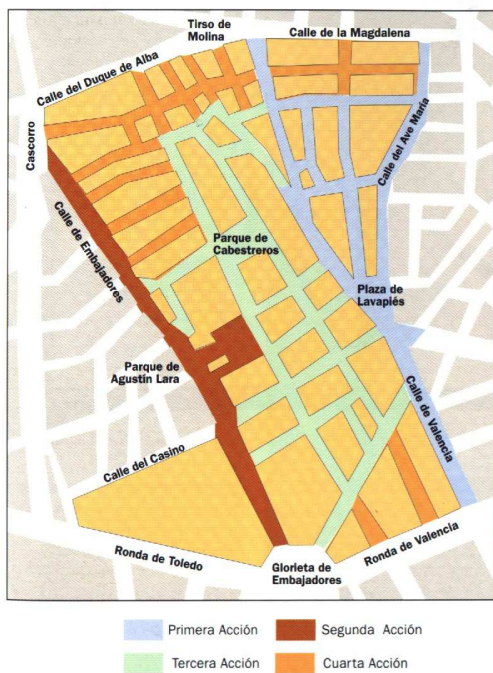 Tirso de
Molina
Calle de la Magdalena
Calle del Duque de Alba
Cascorro
Calle del Ave María
Calle de Embajadores
Parque de
Cabestreros
Plaza de
Lavapiés
Parque de
Agustín Lara
Calle de Valencia
Calle del Casino
Ronda de Toledo
Glorieta de
Embajadores
Ronda de Valencia
Primera Acción
Segunda Acción
Tercera Acción
Cuarta Acción